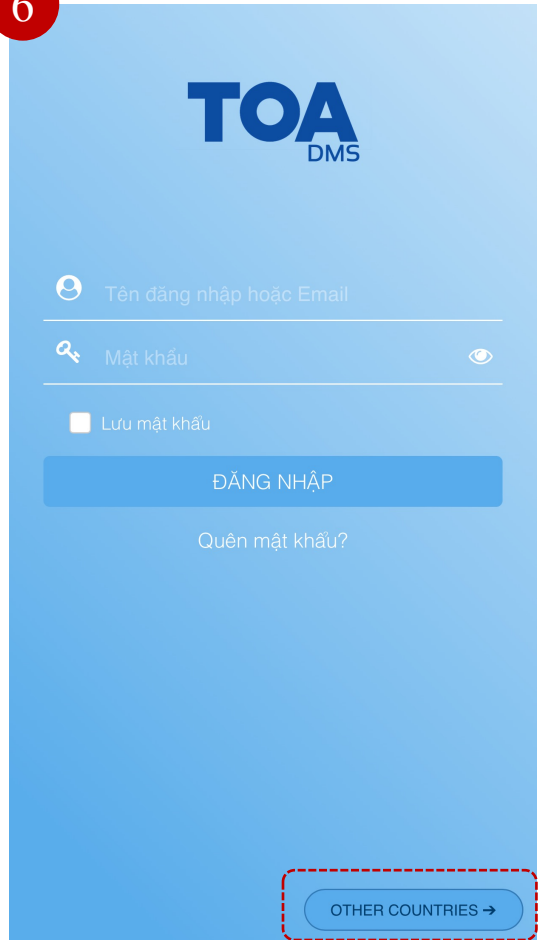 6
TOA
DMS
Tên đăng nhập hoặc Email
Mật khẩu
Lưu mật khẩu
ĐĂNG NHẬP
Quên mật khẩu?
OTHER COUNTRIES ➔